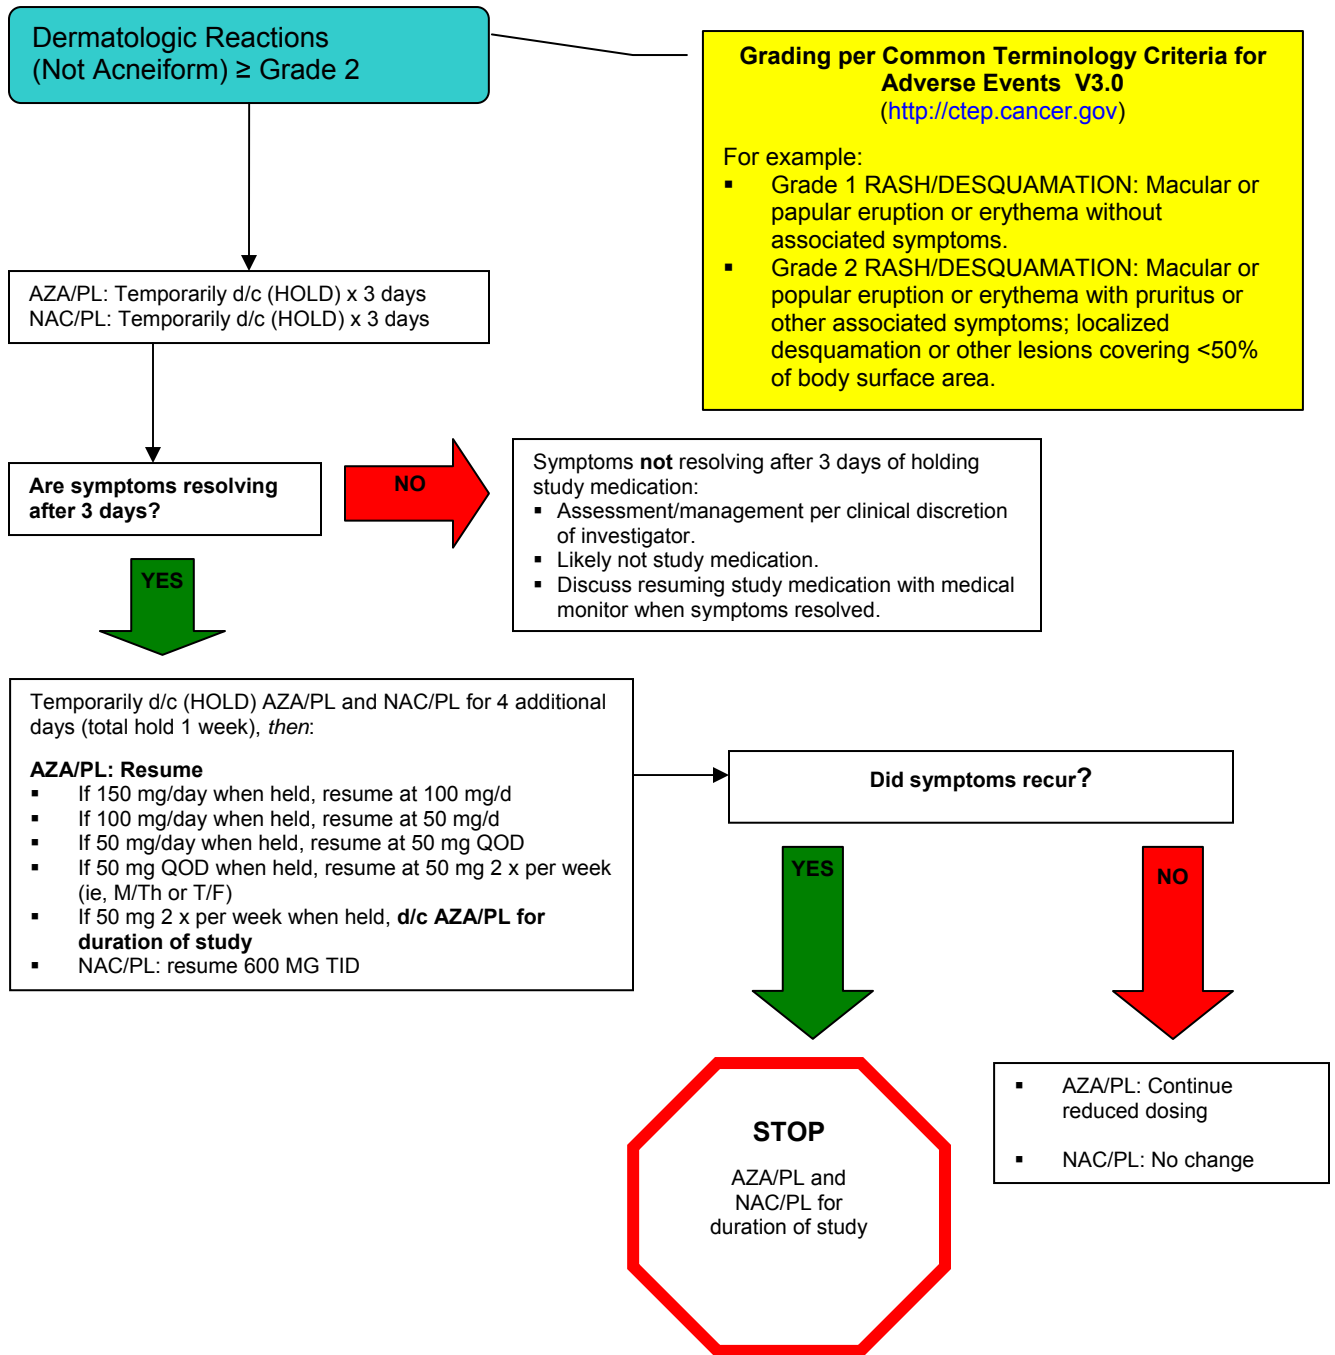 Dermatologic Reactions
(Not Acneiform) ≥ Grade 2
Grading per Common Terminology Criteria for
Adverse Events V3.0
(http://ctep.cancer.gov)
For example:
▪ Grade 1 RASH/DESQUAMATION: Macular or
papular eruption or erythema without
associated symptoms.
▪ Grade 2 RASH/DESQUAMATION: Macular or
popular eruption or erythema with pruritus or
other associated symptoms; localized
desquamation or other lesions covering <50%
of body surface area.
AZA/PL: Temporarily d/c (HOLD) x 3 days
NAC/PL: Temporarily d/c (HOLD) x 3 days
Are symptoms resolving
after 3 days?
NO
Symptoms not resolving after 3 days of holding
study medication:
▪ Assessment/management per clinical discretion
of investigator.
▪ Likely not study medication.
▪ Discuss resuming study medication with medical
monitor when symptoms resolved.
YES
Temporarily d/c (HOLD) AZA/PL and NAC/PL for 4 additional
days (total hold 1 week), then:
AZA/PL: Resume
▪ If 150 mg/day when held, resume at 100 mg/d
▪ If 100 mg/day when held, resume at 50 mg/d
▪ If 50 mg/day when held, resume at 50 mg QOD
▪ If 50 mg QOD when held, resume at 50 mg 2 x per week
(ie, M/Th or T/F)
▪ If 50 mg 2 x per week when held, d/c AZA/PL for
duration of study
▪ NAC/PL: resume 600 MG TID
Did symptoms recur?
YES
NO
STOP
AZA/PL and
NAC/PL for
duration of study
▪ AZA/PL: Continue
reduced dosing
▪ NAC/PL: No change